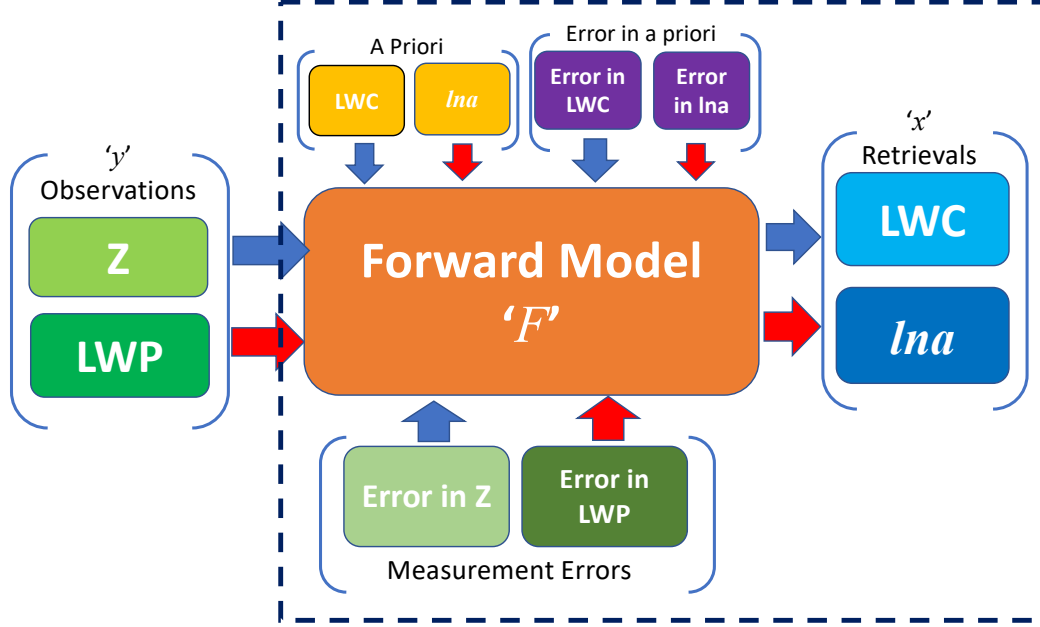 A Priori
LWC
lna
Error in a priori
Error in
LWC
Error
in lna
‘y’
Observations
Z
LWP
Forward Model
‘F’
‘x’
Retrievals
LWC
lna
Error in Z
Error in
LWP
Measurement Errors